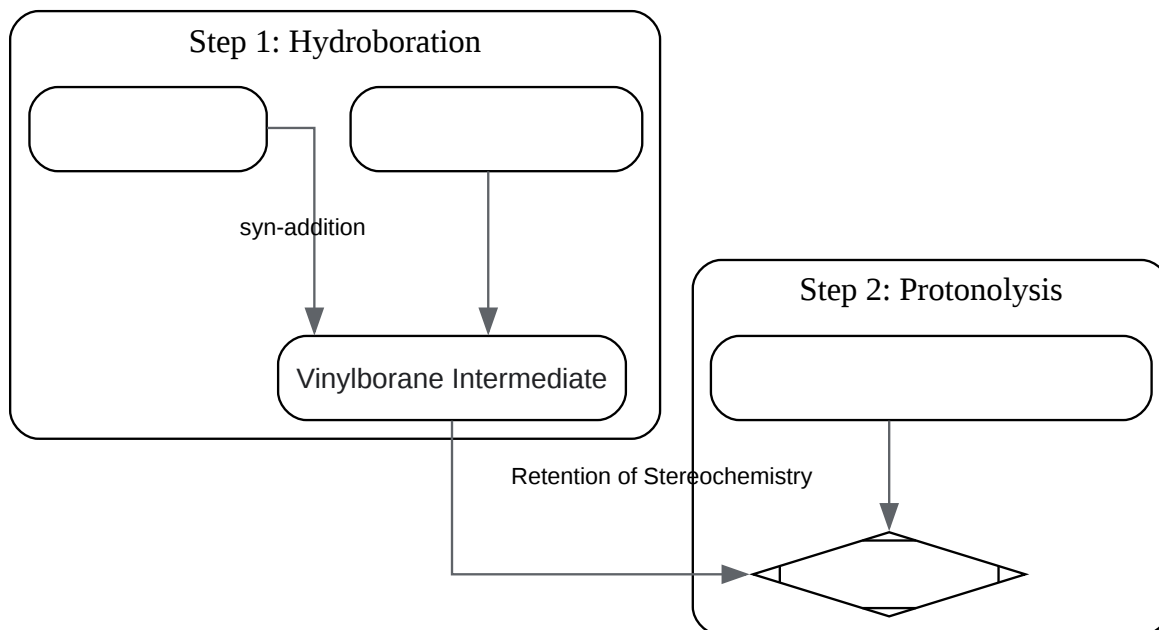 Step 1: Hydroboration
syn-addition
Vinylborane Intermediate
Step 2: Protonolysis
Retention of Stereochemistry